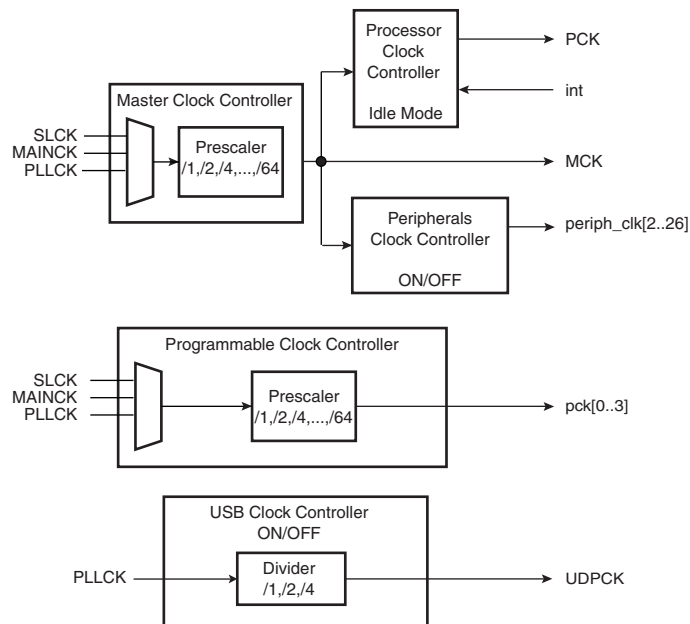 Processor
Clock
Controller
Idle Mode
PCK
int
Master Clock Controller
SLCK
MAINCK
PLLCK
Prescaler
/1,/2,/4,...,/64
MCK
Peripherals
Clock Controller
ON/OFF
periph_clk[2..26]
Programmable Clock Controller
SLCK
MAINCK
PLLCK
Prescaler
/1,/2,/4,...,/64
pck[0..3]
USB Clock Controller
ON/OFF
PLLCK
Divider
/1,/2,/4
UDPCK